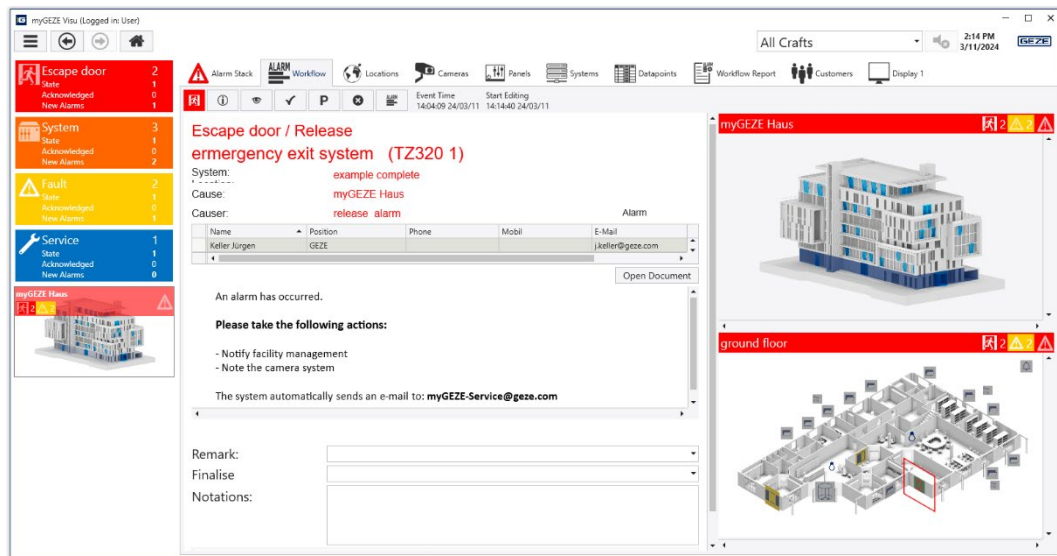 myGEZE Visu (Logged in: User)
All Crafts
2:14 PM
3/11/2024
GEZE
Escape door 2
State 1
Acknowledged 0
New Alarms 1
System 3
State 1
Acknowledged 0
New Alarms 2
Fault 2
State 1
Acknowledged 0
New Alarms 1
Service 1
State 1
Acknowledged 0
New Alarms 0
myGEZE Haus
2 2
Alarm Stack ALARM Workflow Locations Cameras Panels Systems Datapoints Workflow Report Customers Display 1
P ALARM
Event Time Start Editing
14:04:09 24/03/11 14:14:40 24/03/11
Escape door / Release
ermergency exit system (TZ320 1)
System: example complete
Cause: myGEZE Haus
Causer: release alarm Alarm
Name Position Phone Mobil E-Mail
Keller Jürgen GEZE j.keller@geze.com
Open Document
An alarm has occurred.
Please take the following actions:
- Notify facility management
- Note the camera system
The system automatically sends an e-mail to: myGEZE-Service@geze.com
Remark:
Finalise
Notations:
myGEZE Haus 2 2
ground floor 2 2